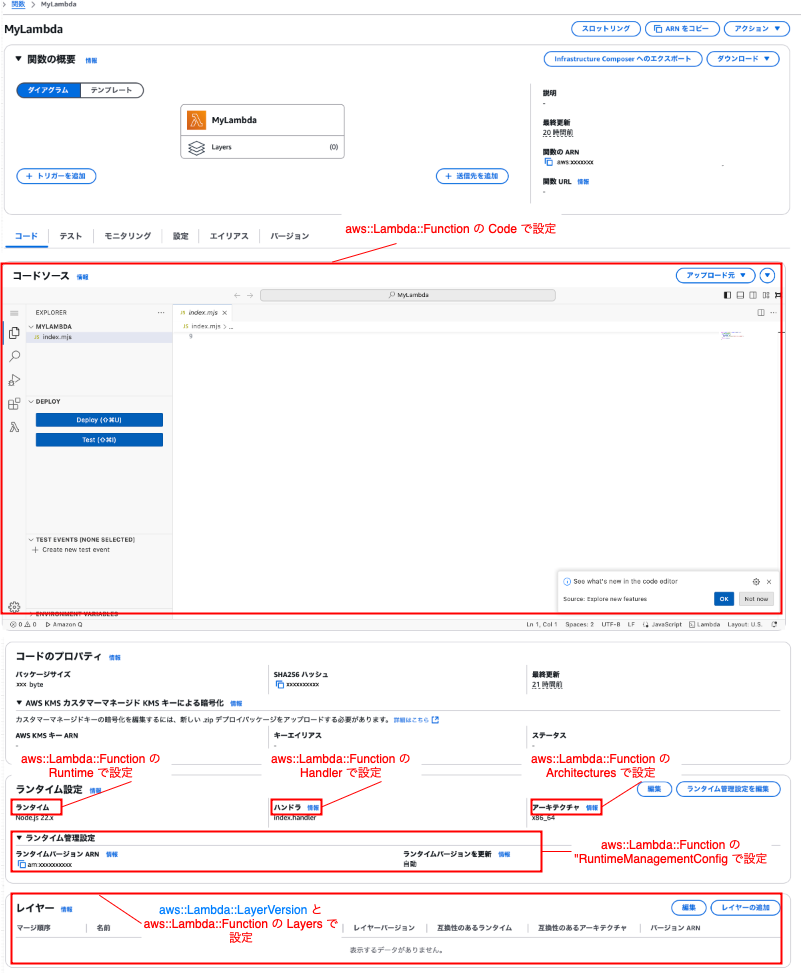 関数 > MyLambda
MyLambda
スロットリング
ARN をコピー
アクション ▼
▼ 関数の概要 情報
Infrastructure Composer へのエクスポート
ダウンロード ▼
ダイアグラム
テンプレート
MyLambda
Layers (0)
+ トリガーを追加
+ 送信先を追加
説明
-
最終更新
20 時間前
関数の ARN
aws:xxxxxxx
関数 URL 情報
-
コード
テスト
モニタリング
設定
エイリアス
バージョン
aws::Lambda::Function の Code で設定
コードソース 情報
アップロード元 ▼
MyLambda
EXPLORER
MYLAMBDA
JS index.mjs
JS index.mjs ×
JS index.mjs > ...
9
DEPLOY
Deploy (⇧⌘U)
Test (⇧⌘I)
TEST EVENTS [NONE SELECTED]
+ Create new test event
ENVIRONMENT VARIABLES
See what's new in the code editor
Source: Explore new features
OK
Not now
0 0 Amazon Q
Ln 1, Col 1 Spaces: 2 UTF-8 LF JavaScript Lambda Layout: U.S.
コードのプロパティ 情報
パッケージサイズ
xxx byte
SHA256 ハッシュ
xxxxxxxxxx
最終更新
21 時間前
▼ AWS KMS カスタマーマネージド KMS キーによる暗号化 情報
カスタマーマネージドキーの暗号化を編集するには、新しい .zip デプロイパッケージをアップロードする必要があります。 詳細はこちら
AWS KMS キー ARN
-
キーエイリアス
-
ステータス
-
aws::Lambda::Function の
Runtime で設定
aws::Lambda::Function の
Handler で設定
aws::Lambda::Function の
Architectures で設定
ランタイム設定 情報
編集
ランタイム管理設定を編集
ランタイム
Node.js 22.x
ハンドラ 情報
index.handler
アーキテクチャ 情報
x86_64
▼ ランタイム管理設定
ランタイムバージョン ARN 情報
arn:xxxxxxxxxx
ランタイムバージョンを更新 情報
自動
aws::Lambda::Function の
"RuntimeManagementConfig で設定
レイヤー 情報
aws::Lambda::LayerVersion と
aws::Lambda::Function の Layers で
設定
編集
レイヤーの追加
マージ順序
名前
レイヤーバージョン
互換性のあるランタイム
互換性のあるアーキテクチャ
バージョン ARN
表示するデータがありません。